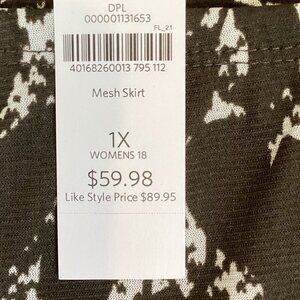 DPL
000001131653
FL_21
40168260013 795 112
Mesh Skirt
1X
WOMENS 18
$59.98
Like Style Price $89.95